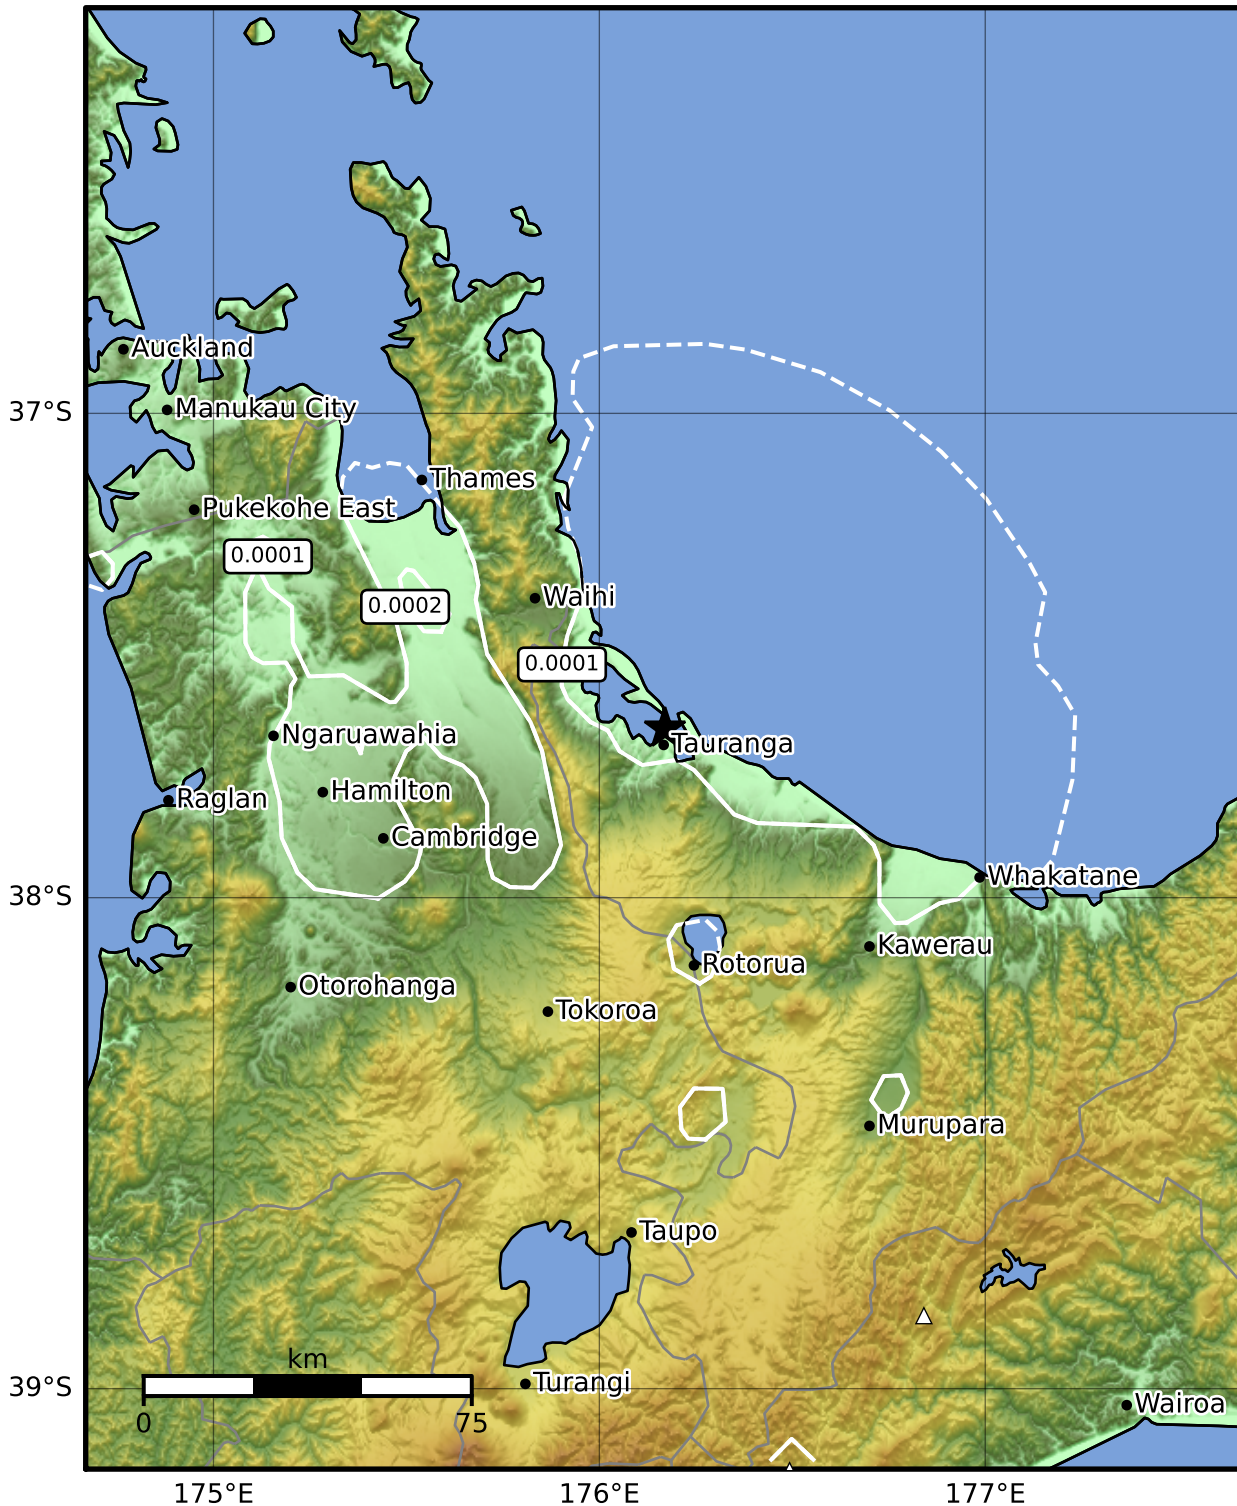 Auckland
Manukau City
37°S
Thames
Pukekohe East
0.0001
0.0002
Waihi
0.0001
Ngaruawahia
Tauranga
Raglan
Hamilton
Cambridge
Whakatane
38°S
Kawerau
Rotorua
Otorohanga
Tokoroa
Murupara
Taupo
km
Turangi
39°S
Wairoa
0 75
175°E 176°E 177°E